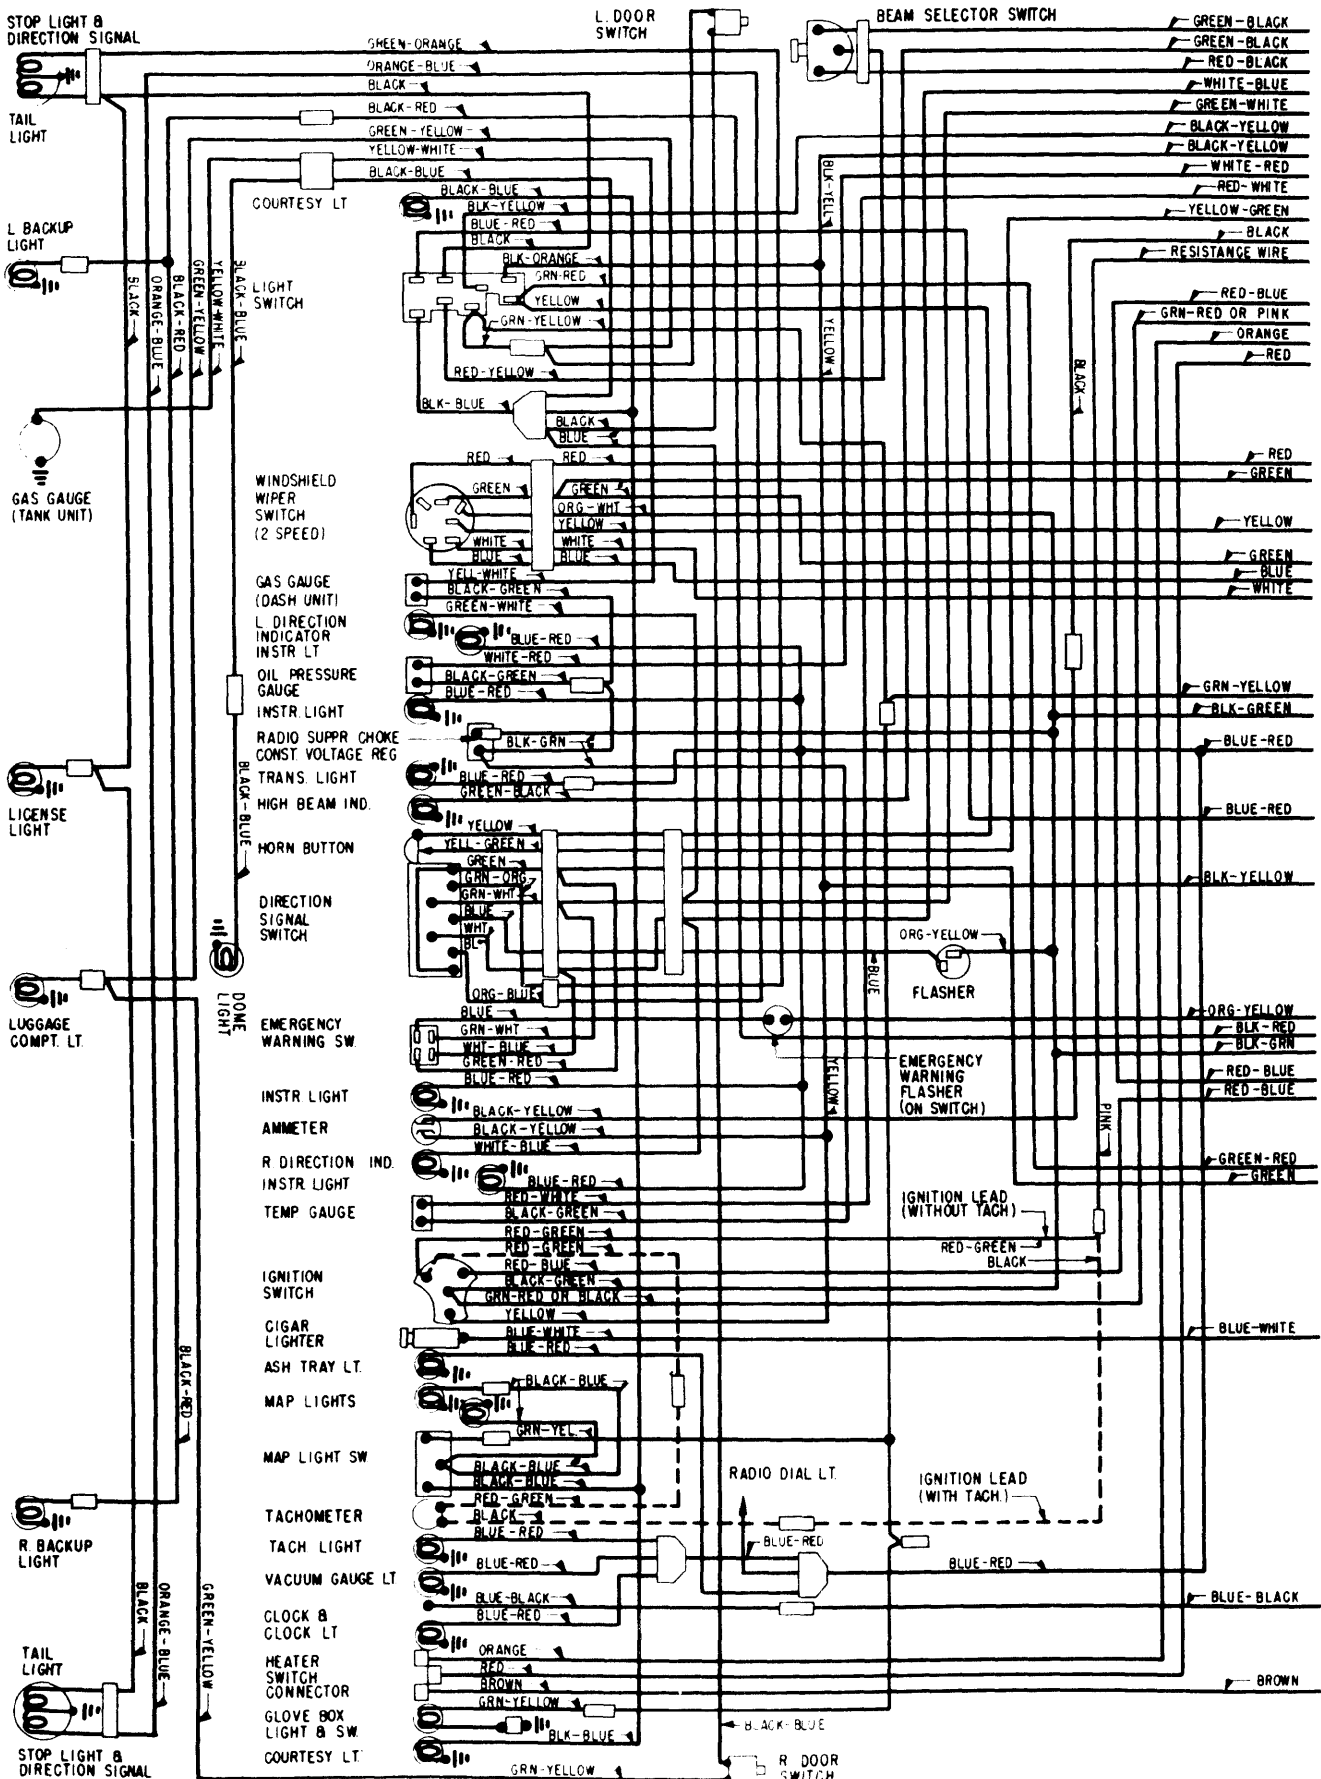 STOP LIGHT &
DIRECTION SIGNAL
TAIL
LIGHT
L BACKUP
LIGHT
GAS GAUGE
(TANK UNIT)
LICENSE
LIGHT
LUGGAGE
COMPT. LT.
R. BACKUP
LIGHT
TAIL
LIGHT
STOP LIGHT &
DIRECTION SIGNAL
BLACK
ORANGE-BLUE
BLACK-RED
GREEN-YELLOW
YELLOW-WHITE
BLACK-BLUE
BLACK-BLUE
DOME
LIGHT
BLACK-RED
BLACK
ORANGE-BLUE
GREEN-YELLOW
GREEN-ORANGE
ORANGE-BLUE
BLACK
BLACK-RED
GREEN-YELLOW
YELLOW-WHITE
BLACK-BLUE
L. DOOR
SWITCH
BEAM SELECTOR SWITCH
COURTESY LT
BLACK-BLUE
BLK-YELLOW
BLUE-RED
BLACK
BLK-ORANGE
GRN-RED
YELLOW
GRN-YELLOW
RED-YELLOW
LIGHT
SWITCH
BLK-BLUE
BLACK
BLUE
BLK-YELL
YELLOW
BLACK
WINDSHIELD
WIPER
SWITCH
(2 SPEED)
RED
RED
GREEN
GREEN
ORG-WHT
YELLOW
WHITE
WHITE
BLUE
BLUE
GAS GAUGE
(DASH UNIT)
YELL-WHITE
BLACK-GREEN
GREEN-WHITE
L DIRECTION
INDICATOR
INSTR LT
BLUE-RED
WHITE-RED
OIL PRESSURE
GAUGE
BLACK-GREEN
BLUE-RED
INSTR. LIGHT
RADIO SUPPR CHOKE
CONST. VOLTAGE REG
BLK-GRN
TRANS. LIGHT
BLUE-RED
GREEN-BLACK
HIGH BEAM IND.
YELLOW
HORN BUTTON
YELL-GREEN
GREEN
GRN-ORG
GRN-WHT
BLUE
WHT
BL
DIRECTION
SIGNAL
SWITCH
ORG-BLUE
ORG-YELLOW
BLUE
FLASHER
EMERGENCY
WARNING SW.
BLUE
GRN-WHT
WHT-BLUE
GREEN-RED
BLUE-RED
EMERGENCY
WARNING
FLASHER
(ON SWITCH)
YELLOW
INSTR LIGHT
AMMETER
BLACK-YELLOW
BLACK-YELLOW
WHITE-BLUE
R DIRECTION IND.
INSTR LIGHT
BLUE-RED
RED-WHITE
TEMP GAUGE
BLACK-GREEN
RED-GREEN
RED-GREEN
RED-BLUE
BLACK-GREEN
GRN-RED OR BLACK
YELLOW
IGNITION
SWITCH
PINK
IGNITION LEAD
(WITHOUT TACH)
RED-GREEN
BLACK
CIGAR
LIGHTER
BLUE-WHITE
BLUE-RED
ASH TRAY LT.
MAP LIGHTS
BLACK-BLUE
GRN-YEL.
MAP LIGHT SW
BLACK-BLUE
BLACK-BLUE
RED-GREEN
TACHOMETER
BLACK
BLUE-RED
TACH LIGHT
RADIO DIAL LT.
IGNITION LEAD
(WITH TACH.)
BLUE-RED
BLUE-RED
VACUUM GAUGE LT
BLUE-RED
BLUE-BLACK
BLUE-RED
CLOCK &
CLOCK LT
HEATER
SWITCH
CONNECTOR
ORANGE
RED
BROWN
GRN-YELLOW
GLOVE BOX
LIGHT & SW.
BLK-BLUE
COURTESY LT.
GRN-YELLOW
BLACK-BLUE
R DOOR
SWITCH
GREEN-BLACK
GREEN-BLACK
RED-BLACK
WHITE-BLUE
GREEN-WHITE
BLACK-YELLOW
BLACK-YELLOW
WHITE-RED
RED-WHITE
YELLOW-GREEN
BLACK
RESISTANCE WIRE
RED-BLUE
GRN-RED OR PINK
ORANGE
RED
RED
GREEN
YELLOW
GREEN
BLUE
WHITE
GRN-YELLOW
BLK-GREEN
BLUE-RED
BLUE-RED
BLK-YELLOW
ORG-YELLOW
BLK-RED
BLK-GRN
RED-BLUE
RED-BLUE
GREEN-RED
GREEN
BLUE-WHITE
BLUE-BLACK
BROWN